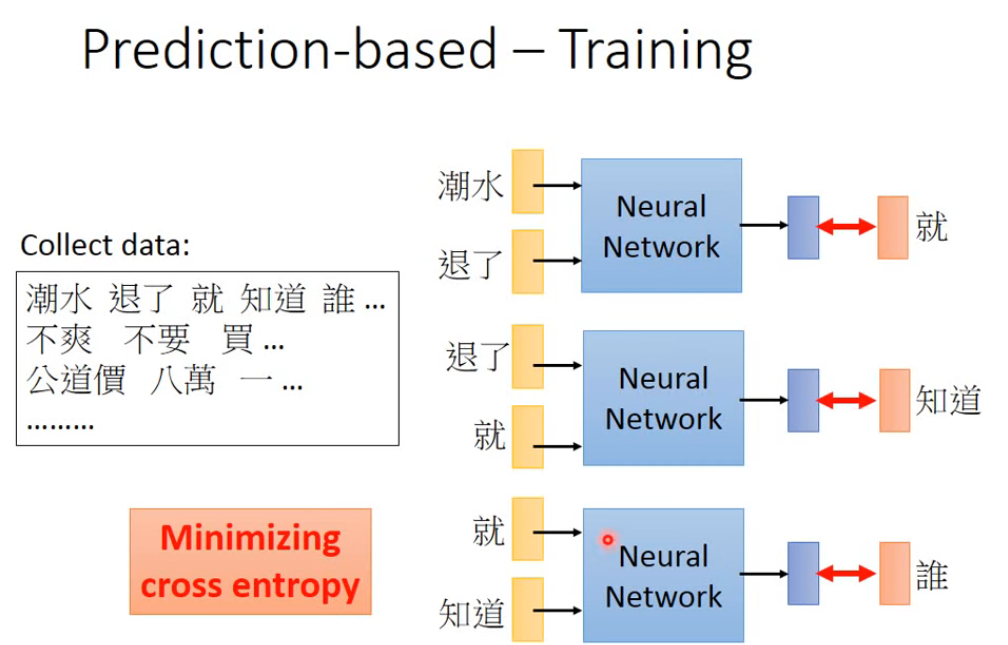 Prediction-based – Training
Collect data:
潮水 退了 就 知道 誰 …
不爽 不要 買 …
公道價 八萬 一 …
………
Minimizing
cross entropy
潮水
退了
Neural
Network
就
退了
就
Neural
Network
知道
就
知道
Neural
Network
誰